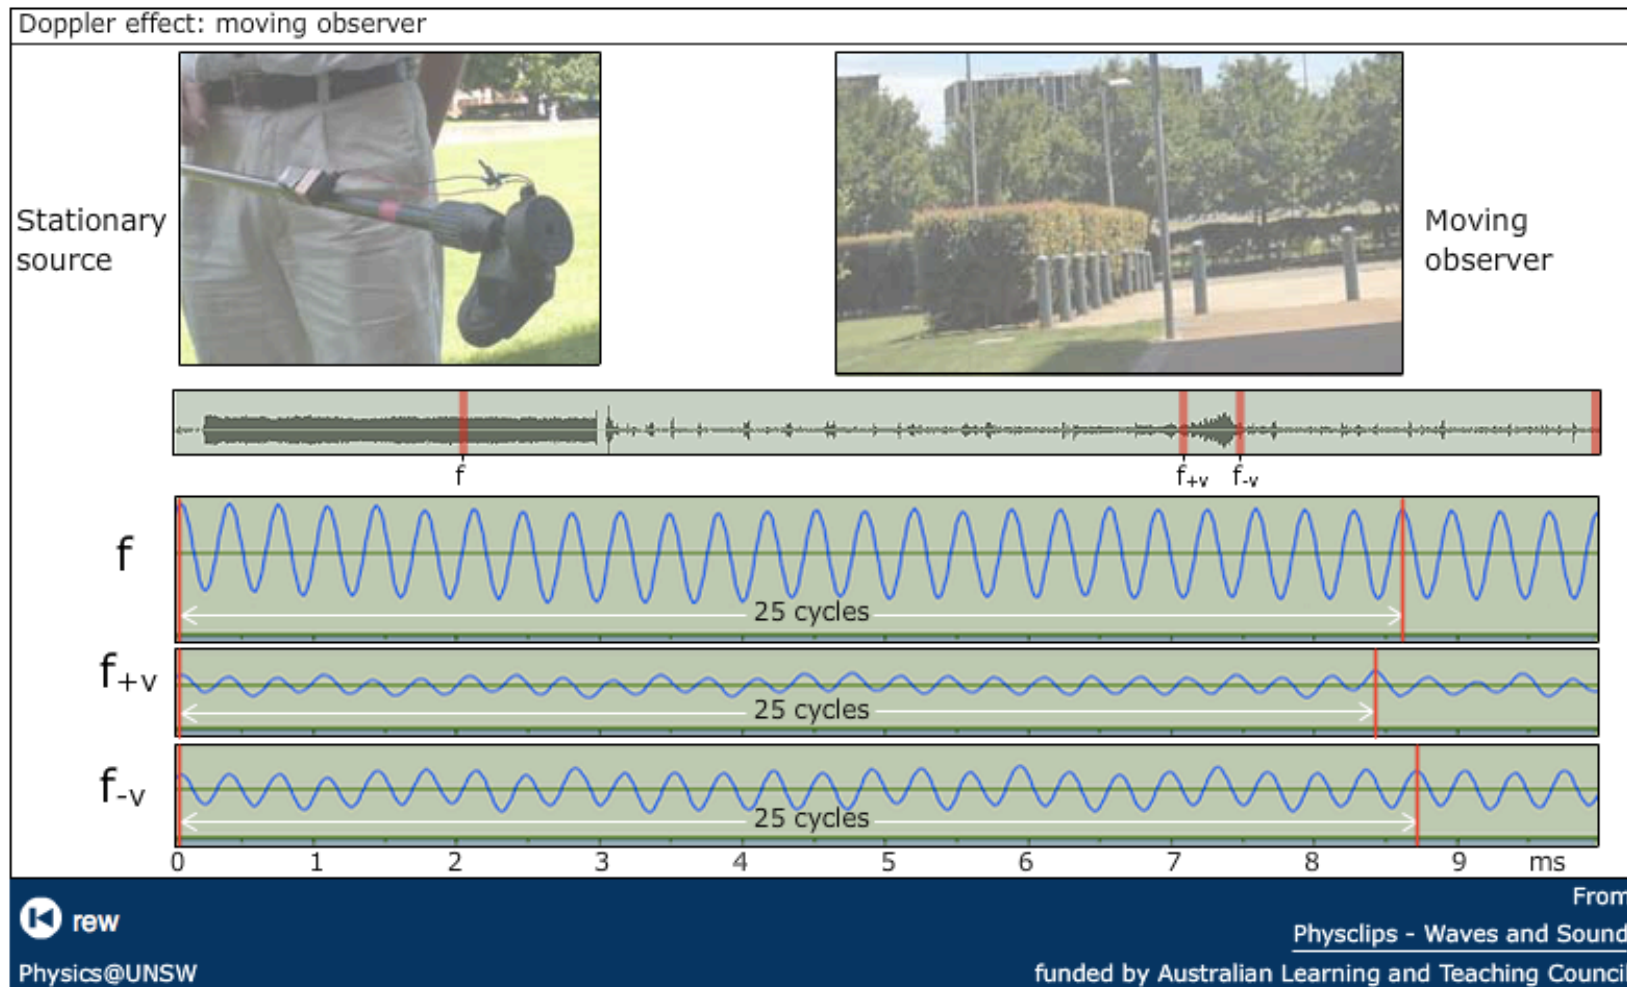 Doppler effect: moving observer
Stationary
source
Moving
observer
f
f+v
f-v
f
25 cycles
f+v
25 cycles
f-v
25 cycles
0 1 2 3 4 5 6 7 8 9 ms
rew
From
Physclips - Waves and Sound
Physics@UNSW
funded by Australian Learning and Teaching Council